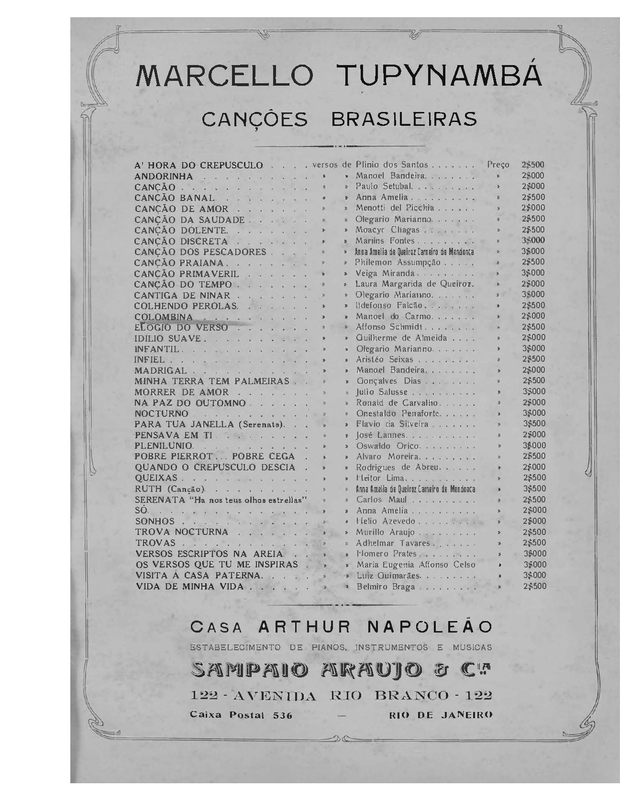 MARCELLO TUPYNAMBÁ
CANÇÕES BRASILEIRAS
A' HORA DO CREPUSCULO . . . . versos de Plinio dos Santos . . . . . . . Preço 2$500
ANDORINHA . . . . . . . . . . » » Manoel Bandeira. . . . . . . . » 2$000
CANÇÃO . . . . . . . . . . . » » Paulo Setubal. . . . . . . . . » 2$000
CANÇÃO BANAL . . . . . . . . » » Anna Amelia . . . . . . . . . » 2$500
CANÇÃO DE AMOR . . . . . . . » » Menotti del Picchia . . . . . . » 2$000
CANÇÃO DA SAUDADE . . . . . . » » Olegario Marianno. . . . . . . » 2$500
CANÇÃO DOLENTE. . . . . . . . » » Moacyr Chagas . . . . . . . . » 2$500
CANÇÃO DISCRETA . . . . . . . » » Martins Fontes . . . . . . . . » 3$000
CANÇÃO DOS PESCADORES . . . . » » Anna Amelia de Queiroz Carneiro de Mendonça » 3$000
CANÇÃO PRAIANA. . . . . . . . » » Philemon Assumpção . . . . . » 2$500
CANÇÃO PRIMAVERIL . . . . . . » » Veiga Miranda . . . . . . . . » 3$000
CANÇÃO DO TEMPO . . . . . . . » » Laura Margarida de Queiroz. » 2$000
CANTIGA DE NINAR . . . . . . . » » Olegario Marianno. . . . . . . » 3$000
COLHENDO PEROLAS. . . . . . . » » Ildefonso Falcão. . . . . . . . » 2$500
COLOMBINA . . . . . . . . . . » » Manoel do Carmo . . . . . . . » 2$000
ELOGIO DO VERSO . . . . . . . » » Affonso Schmidt . . . . . . . . » 2$500
IDILIO SUAVE . . . . . . . . . » » Guilherme de Almeida . . . . » 2$000
INFANTIL . . . . . . . . . . . » » Olegario Marianno. . . . . . . » 3$000
INFIEL . . . . . . . . . . . . » » Aristéo Seixas . . . . . . . . » 2$500
MADRIGAL . . . . . . . . . . » » Manoel Bandeira. . . . . . . . » 2$000
MINHA TERRA TEM PALMEIRAS . » » Gonçalves Dias . . . . . . . . » 2$500
MORRER DE AMOR . . . . . . . » » Julio Salusse . . . . . . . . . » 3$500
NA PAZ DO OUTOMNO . . . . . . » » Ronald de Carvalho. . . . . . » 2$000
NOCTURNO . . . . . . . . . . » » Onestaldo Penaforte. . . . . . » 3$000
PARA TUA JANELLA (Serenata). . . » » Flavio da Silveira . . . . . . . » 3$500
PENSAVA EM TI . . . . . . . . » » José Lannes. . . . . . . . . . » 2$000
PLENILUNIO . . . . . . . . . . » » Oswaldo Orico. . . . . . . . . » 3$000
POBRE PIERROT... POBRE CEGA » » Alvaro Moreira. . . . . . . . . » 2$500
QUANDO O CREPUSCULO DESCIA . » » Rodrigues de Abreu. . . . . . » 2$000
QUEIXAS. . . . . . . . . . . . » » Heitor Lima. . . . . . . . . . » 2$500
RUTH (Canção) . . . . . . . . . » » Anna Amelia de Queiroz Carneiro de Mendonça » 3$500
SERENATA "Ha nos teus olhos estrellas" » » Carlos Maul . . . . . . . . . . » 2$500
SÓ. . . . . . . . . . . . . . » » Anna Amelia . . . . . . . . . » 2$000
SONHOS . . . . . . . . . . . » » Helio Azevedo . . . . . . . . » 2$000
TROVA NOCTURNA . . . . . . . » » Murillo Araujo . . . . . . . . . » 2$500
TROVAS . . . . . . . . . . . » » Adhelmar Tavares . . . . . . . » 2$500
VERSOS ESCRIPTOS NA AREIA . . » » Homero Prates . . . . . . . . » 3$000
OS VERSOS QUE TU ME INSPIRAS » » Maria Eugenia Affonso Celso » 3$000
VISITA Á CASA PATERNA. . . . . » » Luiz Guimarães. . . . . . . . » 3$000
VIDA DE MINHA VIDA . . . . . . » » Belmiro Braga . . . . . . . . » 2$500
CASA ARTHUR NAPOLEÃO
ESTABELECIMENTO DE PIANOS, INSTRUMENTOS E MUSICAS
SAMPAIO ARAUJO & CIA
122 - AVENIDA RIO BRANCO - 122
Caixa Postal 536 — RIO DE JANEIRO